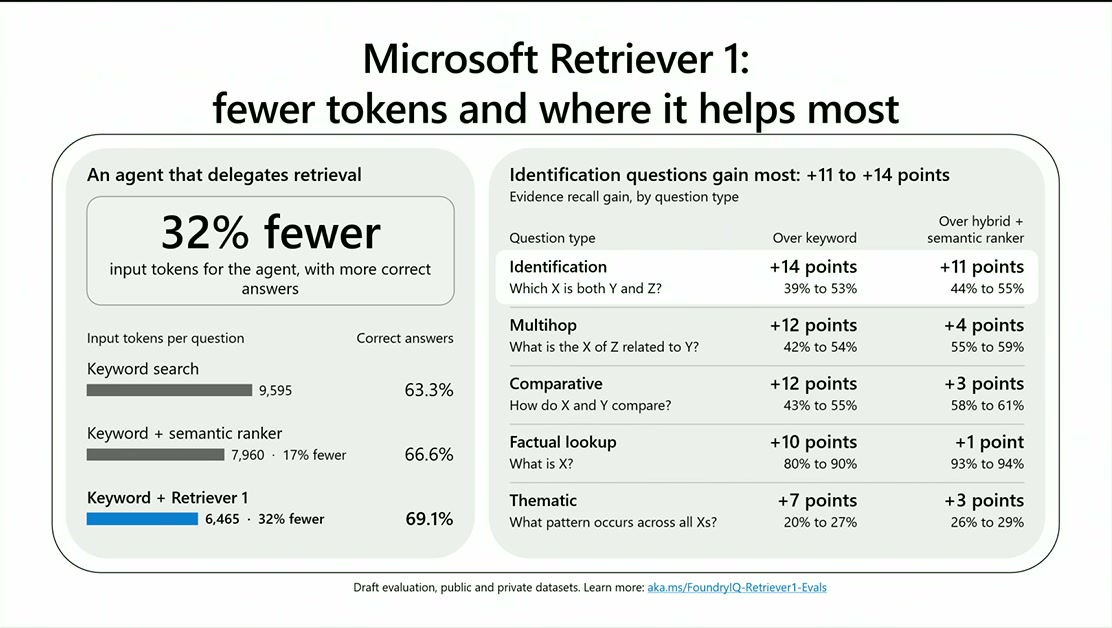 Microsoft Retriever 1:
fewer tokens and where it helps most
An agent that delegates retrieval
32% fewer
input tokens for the agent, with more correct
answers
Input tokens per question Correct answers
Keyword search
9,595 63.3%
Keyword + semantic ranker
7,960 · 17% fewer 66.6%
Keyword + Retriever 1
6,465 · 32% fewer 69.1%
Identification questions gain most: +11 to +14 points
Evidence recall gain, by question type
Over hybrid +
Question type Over keyword semantic ranker
Identification +14 points +11 points
Which X is both Y and Z? 39% to 53% 44% to 55%
Multihop +12 points +4 points
What is the X of Z related to Y? 42% to 54% 55% to 59%
Comparative +12 points +3 points
How do X and Y compare? 43% to 55% 58% to 61%
Factual lookup +10 points +1 point
What is X? 80% to 90% 93% to 94%
Thematic +7 points +3 points
What pattern occurs across all Xs? 20% to 27% 26% to 29%
Draft evaluation, public and private datasets. Learn more: aka.ms/FoundryIQ-Retriever1-Evals